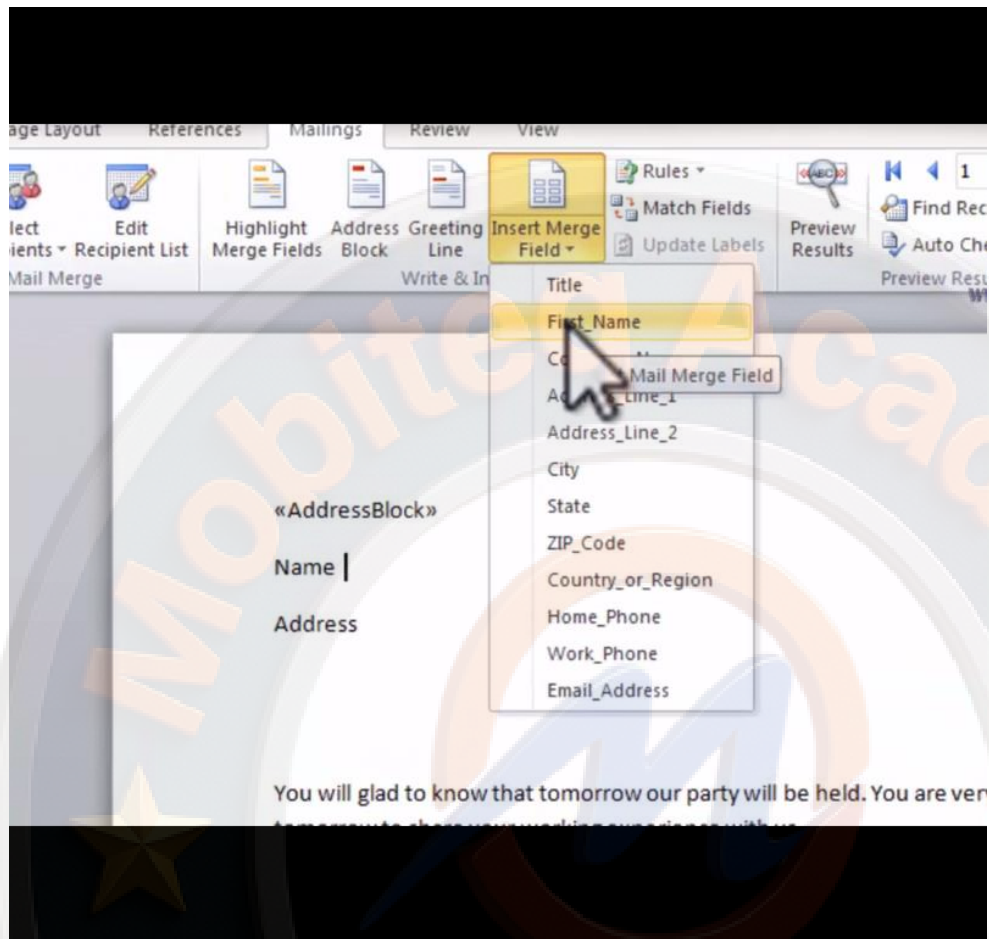 age Layout References Mailings Review View
lect Edit Highlight Address Greeting Insert Merge Rules Preview 1
ients Recipient List Merge Fields Block Line Field Match Fields Results Find Rec
Update Labels Auto Che
Mail Merge Write & In Preview Resu
Title
First_Name
Mail Merge Field
Address_Line_2
City
State
ZIP_Code
Country_or_Region
Home_Phone
Work_Phone
Email_Address
«AddressBlock»
Name
Address
You will glad to know that tomorrow our party will be held. You are ver
Mobiteq Acad